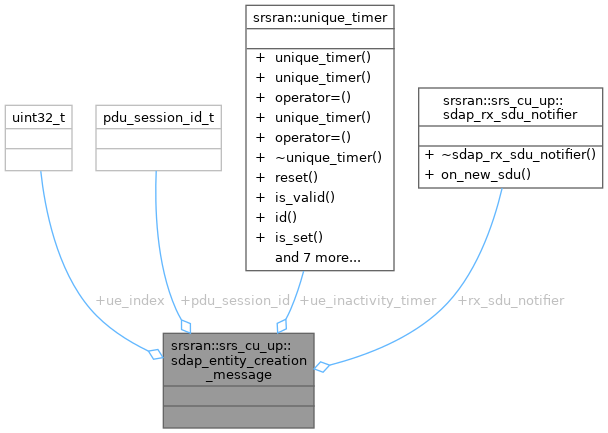 srsran::unique_timer
+ unique_timer()
+ unique_timer()
+ operator=()
+ unique_timer()
+ operator=()
+ ~unique_timer()
+ reset()
+ is_valid()
+ id()
+ is_set()
and 7 more...
uint32_t
pdu_session_id_t
srsran::srs_cu_up::
sdap_rx_sdu_notifier
+ ~sdap_rx_sdu_notifier()
+ on_new_sdu()
+ue_index
+pdu_session_id
+ue_inactivity_timer
+rx_sdu_notifier
srsran::srs_cu_up::
sdap_entity_creation
_message